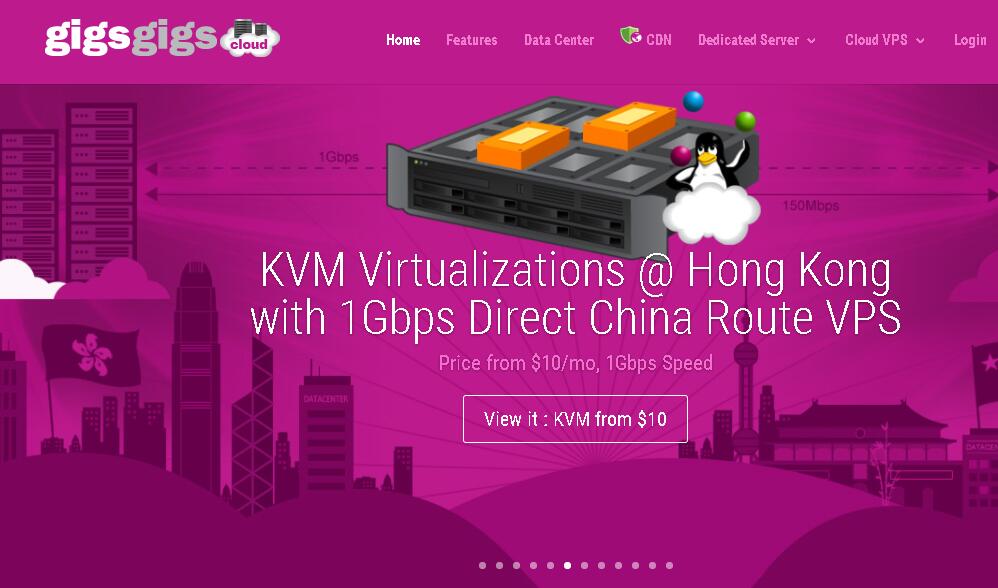 gigsgigs cloud
Home Features Data Center CDN Dedicated Server Cloud VPS Login
1Gbps
150Mbps
KVM Virtualizations @ Hong Kong
with 1Gbps Direct China Route VPS
Price from $10/mo, 1Gbps Speed
View it : KVM from $10
DATACENTER